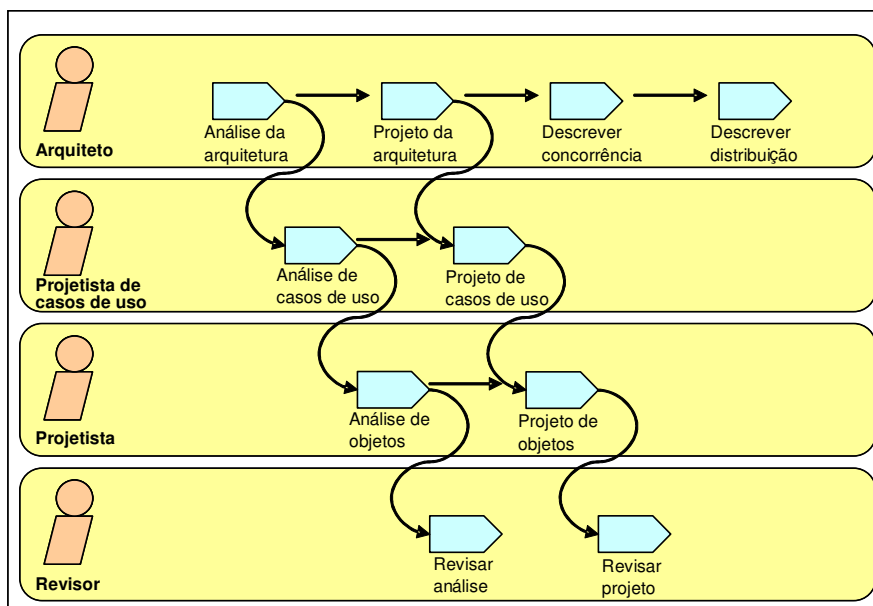 Análise da
arquitetura
Projeto da
arquitetura
Descrever
concorrência
Descrever
distribuição
Arquiteto
Análise de
casos de uso
Projeto de
casos de uso
Projetista de
casos de uso
Análise de
objetos
Projeto de
objetos
Projetista
Revisar
análise
Revisar
projeto
Revisor